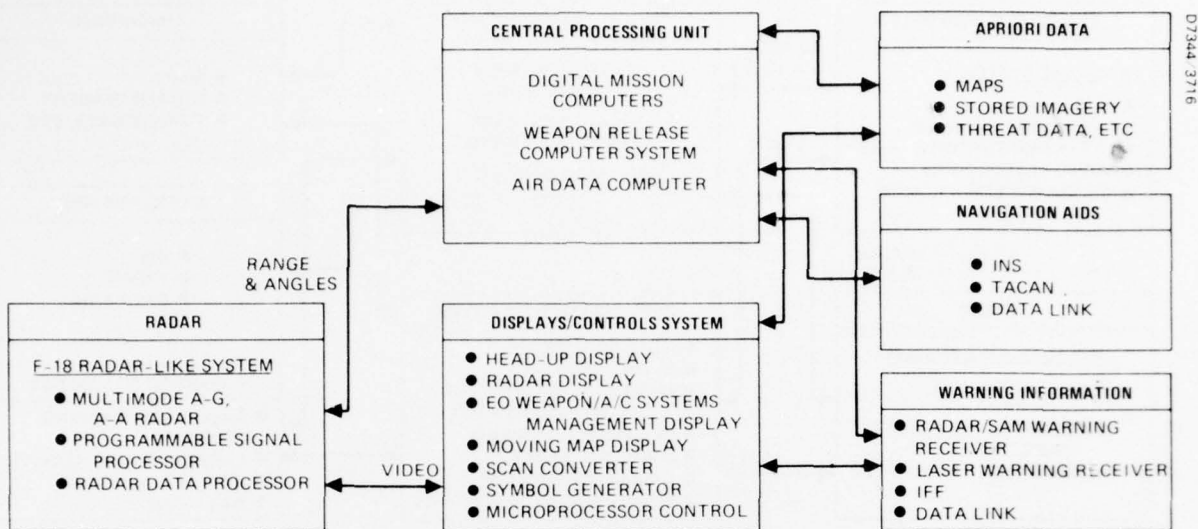 CENTRAL PROCESSING UNIT
DIGITAL MISSION
COMPUTERS
WEAPON RELEASE
COMPUTER SYSTEM
AIR DATA COMPUTER
APRIORI DATA
● MAPS
● STORED IMAGERY
● THREAT DATA, ETC
D7344/3716
NAVIGATION AIDS
● INS
● TACAN
● DATA LINK
RANGE
& ANGLES
RADAR
F-18 RADAR-LIKE SYSTEM
● MULTIMODE A-G,
A-A RADAR
● PROGRAMMABLE SIGNAL
PROCESSOR
● RADAR DATA PROCESSOR
VIDEO
DISPLAYS/CONTROLS SYSTEM
● HEAD-UP DISPLAY
● RADAR DISPLAY
● EO WEAPON/A/C SYSTEMS
MANAGEMENT DISPLAY
● MOVING MAP DISPLAY
● SCAN CONVERTER
● SYMBOL GENERATOR
● MICROPROCESSOR CONTROL
WARNING INFORMATION
● RADAR/SAM WARNING
RECEIVER
● LASER WARNING RECEIVER
● IFF
● DATA LINK